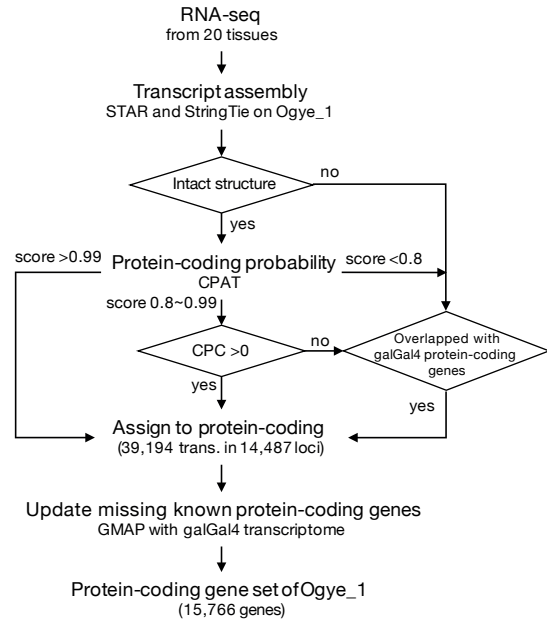 RNA-seq
from 20 tissues
Transcript assembly
STAR and StringTie on Ogye_1
Intact structure
no
yes
score >0.99
Protein-coding probability
CPAT
score <0.8
score 0.8~0.99
CPC >0
no
Overlapped with
galGal4 protein-coding
genes
yes
yes
Assign to protein-coding
(39,194 trans. in 14,487 loci)
Update missing known protein-coding genes
GMAP with galGal4 transcriptome
Protein-coding gene set of Ogye_1
(15,766 genes)